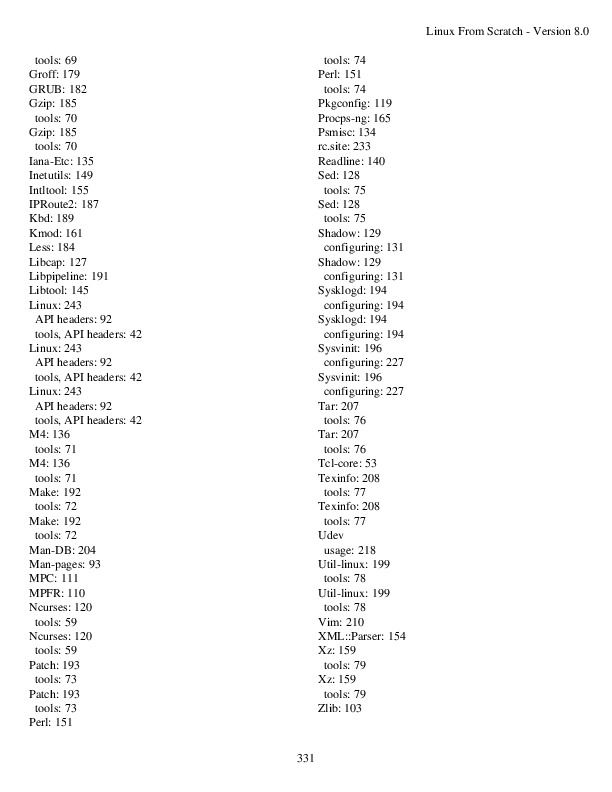 Linux From Scratch - Version 8.0
tools: 69
Groff: 179
GRUB: 182
Gzip: 185
tools: 70
Gzip: 185
tools: 70
Iana-Etc: 135
Inetutils: 149
Intltool: 155
IPRoute2: 187
Kbd: 189
Kmod: 161
Less: 184
Libcap: 127
Libpipeline: 191
Libtool: 145
Linux: 243
API headers: 92
tools, API headers: 42
Linux: 243
API headers: 92
tools, API headers: 42
Linux: 243
API headers: 92
tools, API headers: 42
M4: 136
tools: 71
M4: 136
tools: 71
Make: 192
tools: 72
Make: 192
tools: 72
Man-DB: 204
Man-pages: 93
MPC: 111
MPFR: 110
Ncurses: 120
tools: 59
Ncurses: 120
tools: 59
Patch: 193
tools: 73
Patch: 193
tools: 73
Perl: 151
tools: 74
Perl: 151
tools: 74
Pkgconfig: 119
Procps-ng: 165
Psmisc: 134
rc.site: 233
Readline: 140
Sed: 128
tools: 75
Sed: 128
tools: 75
Shadow: 129
configuring: 131
Shadow: 129
configuring: 131
Sysklogd: 194
configuring: 194
Sysklogd: 194
configuring: 194
Sysvinit: 196
configuring: 227
Sysvinit: 196
configuring: 227
Tar: 207
tools: 76
Tar: 207
tools: 76
Tcl-core: 53
Texinfo: 208
tools: 77
Texinfo: 208
tools: 77
Udev
usage: 218
Util-linux: 199
tools: 78
Util-linux: 199
tools: 78
Vim: 210
XML::Parser: 154
Xz: 159
tools: 79
Xz: 159
tools: 79
Zlib: 103
331